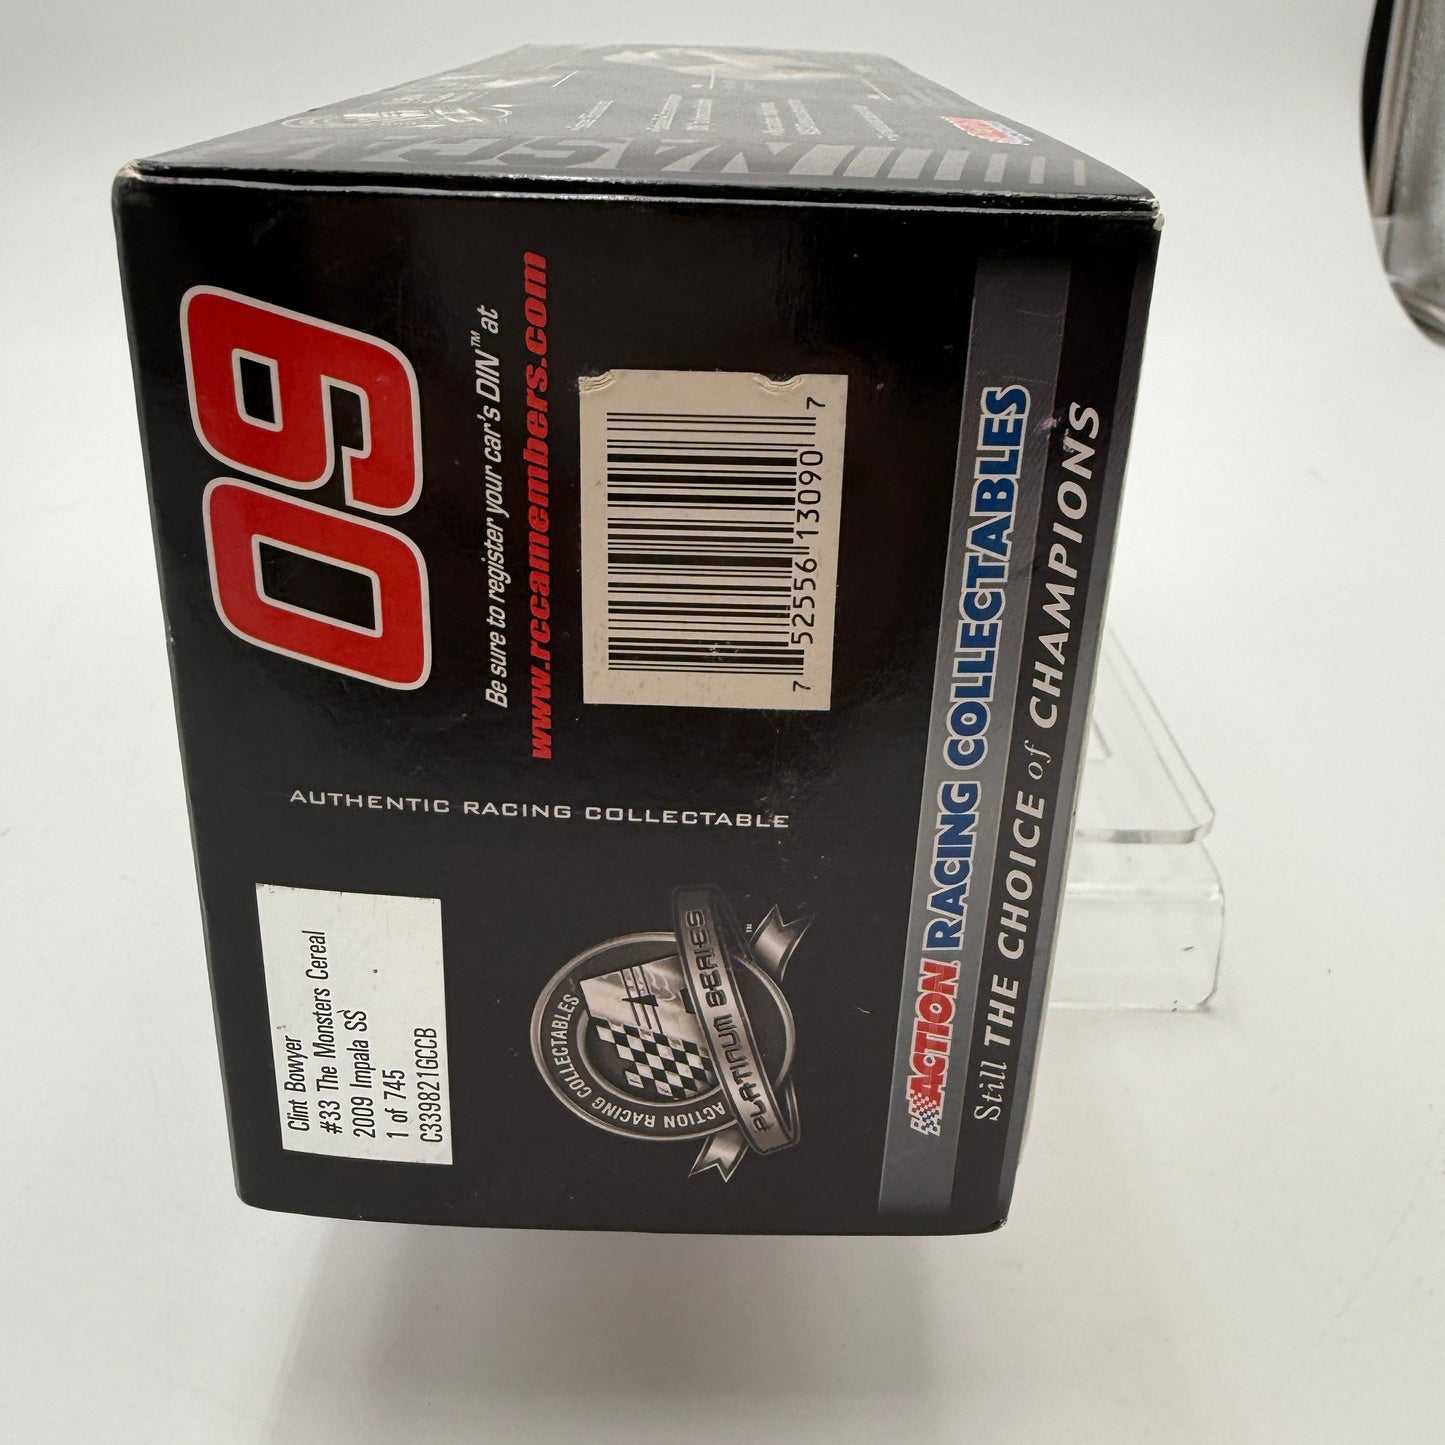 NASC
09
Be sure to register your car's DIN™ at
www.rccamembers.com
7 52556 13090 7
AUTHENTIC RACING COLLECTABLE
Clint Bowyer
#33 The Monsters Cereal
2009 Impala SS
1 of 745
C339821GCCB
ACTION RACING COLLECTABLES
PLATINUM SERIES™
ACTION RACING COLLECTABLES
Still THE CHOICE of CHAMPIONS